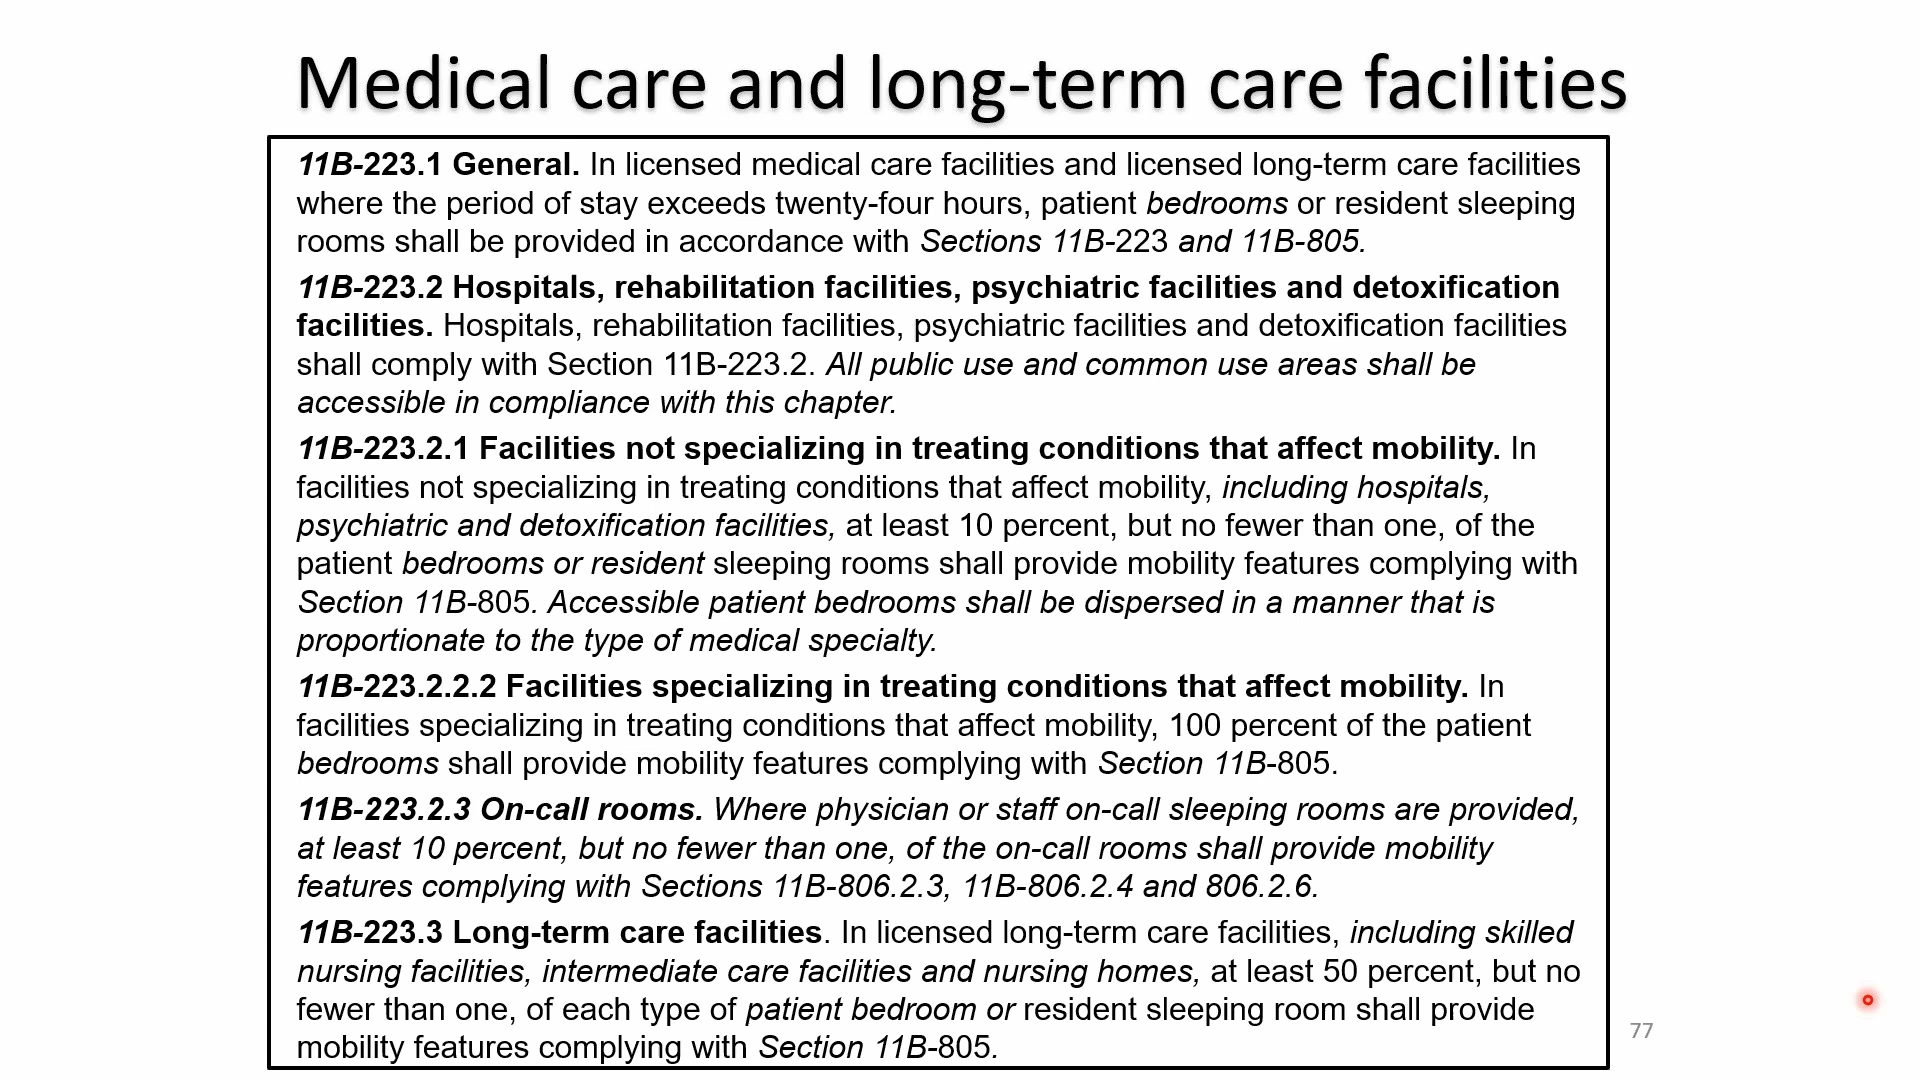 Medical care and long-term care facilities
11B-223.1 General. In licensed medical care facilities and licensed long-term care facilities
where the period of stay exceeds twenty-four hours, patient bedrooms or resident sleeping
rooms shall be provided in accordance with Sections 11B-223 and 11B-805.
11B-223.2 Hospitals, rehabilitation facilities, psychiatric facilities and detoxification
facilities. Hospitals, rehabilitation facilities, psychiatric facilities and detoxification facilities
shall comply with Section 11B-223.2. All public use and common use areas shall be
accessible in compliance with this chapter.
11B-223.2.1 Facilities not specializing in treating conditions that affect mobility. In
facilities not specializing in treating conditions that affect mobility, including hospitals,
psychiatric and detoxification facilities, at least 10 percent, but no fewer than one, of the
patient bedrooms or resident sleeping rooms shall provide mobility features complying with
Section 11B-805. Accessible patient bedrooms shall be dispersed in a manner that is
proportionate to the type of medical specialty.
11B-223.2.2.2 Facilities specializing in treating conditions that affect mobility. In
facilities specializing in treating conditions that affect mobility, 100 percent of the patient
bedrooms shall provide mobility features complying with Section 11B-805.
11B-223.2.3 On-call rooms. Where physician or staff on-call sleeping rooms are provided,
at least 10 percent, but no fewer than one, of the on-call rooms shall provide mobility
features complying with Sections 11B-806.2.3, 11B-806.2.4 and 806.2.6.
11B-223.3 Long-term care facilities. In licensed long-term care facilities, including skilled
nursing facilities, intermediate care facilities and nursing homes, at least 50 percent, but no
fewer than one, of each type of patient bedroom or resident sleeping room shall provide
mobility features complying with Section 11B-805.
77